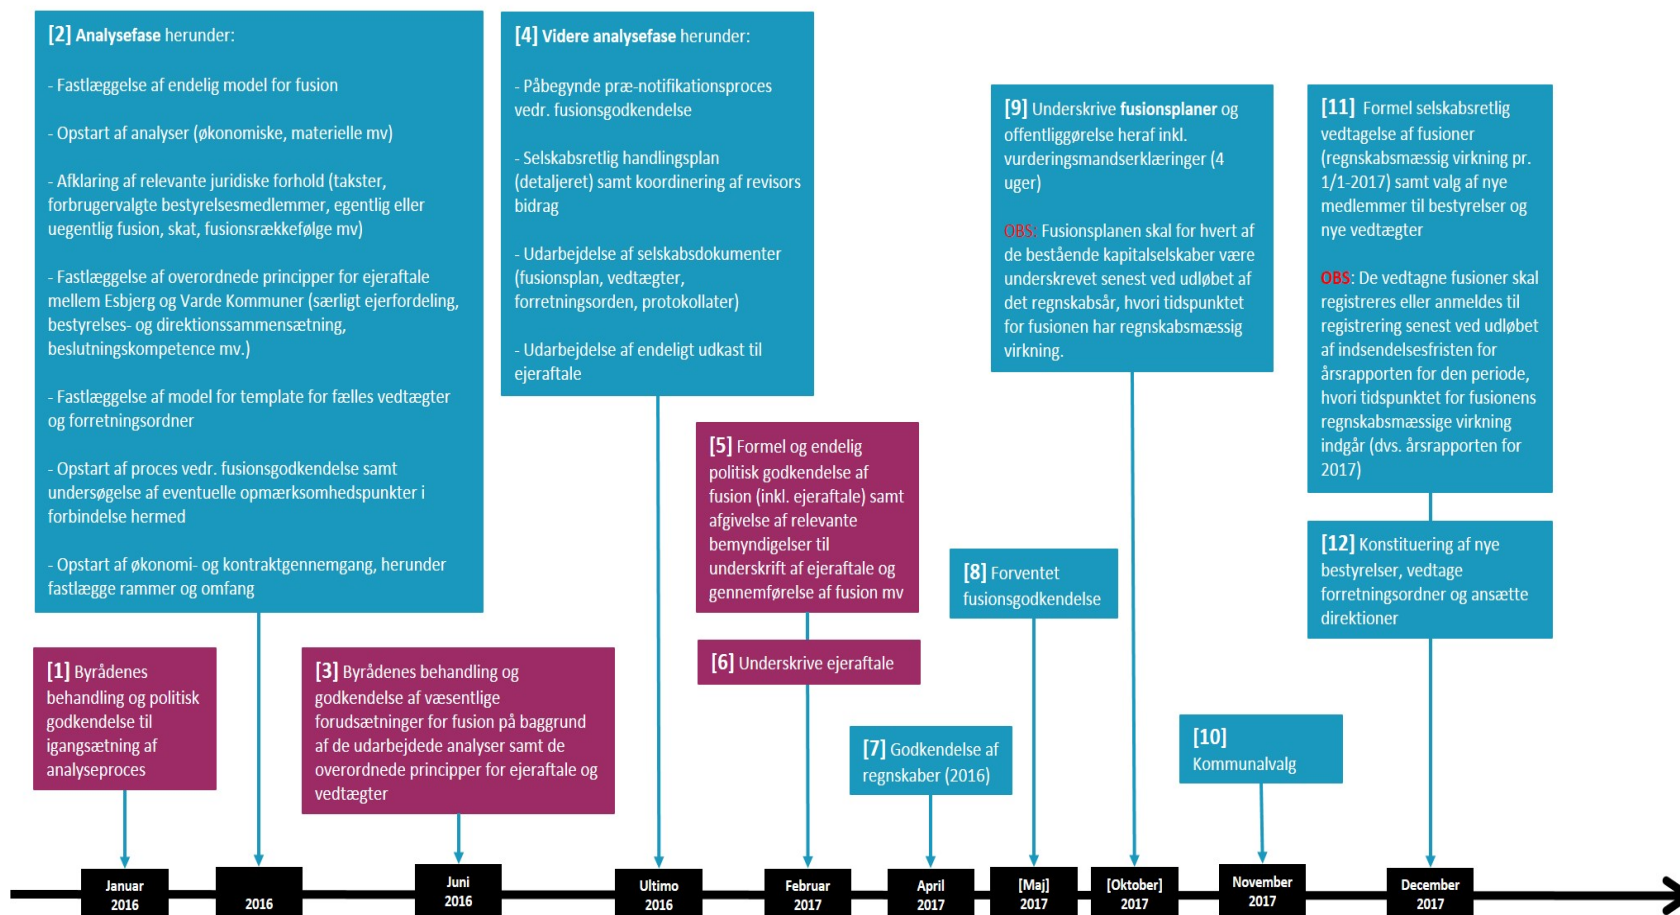 [2] Analysefase herunder:
- Fastlæggelse af endelig model for fusion
- Opstart af analyser (økonomiske, materielle mv)
- Afklaring af relevante juridiske forhold (takster,
forbrugervalgte bestyrelsesmedlemmer, egentlig eller
uegentlig fusion, skat, fusionsrækkefølge mv)
- Fastlæggelse af overordnede principper for ejeraftale
mellem Esbjerg og Varde Kommuner (særligt ejerfordeling,
bestyrelses- og direktionssammensætning,
beslutningskompetence mv.)
- Fastlæggelse af model for template for fælles vedtægter
og forretningsordner
- Opstart af proces vedr. fusionsgodkendelse samt
undersøgelse af eventuelle opmærksomhedspunkter i
forbindelse hermed
- Opstart af økonomi- og kontraktgennemgang, herunder
fastlægge rammer og omfang
[4] Videre analysefase herunder:
- Påbegynde præ-notifikationsproces
vedr. fusionsgodkendelse
- Selskabsretlig handlingsplan
(detaljeret) samt koordinering af revisors
bidrag
- Udarbejdelse af selskabsdokumenter
(fusionsplan, vedtægter,
forretningsorden, protokollater)
- Udarbejdelse af endeligt udkast til
ejeraftale
[9] Underskrive fusionsplaner og
offentliggørelse heraf inkl.
vurderingsmandserklæringer (4
uger)
OBS: Fusionsplanen skal for hvert af
de bestående kapitalselskaber være
underskrevet senest ved udløbet af
det regnskabsår, hvori tidspunktet
for fusionen har regnskabsmæssig
virkning.
[11] Formel selskabsretlig
vedtagelse af fusioner
(regnskabsmæssig virkning pr.
1/1-2017) samt valg af nye
medlemmer til bestyrelser og
nye vedtægter
OBS: De vedtagne fusioner skal
registreres eller anmeldes til
registrering senest ved udløbet
af indsendelsesfristen for
årsrapporten for den periode,
hvori tidspunktet for fusionens
regnskabsmæssige virkning
indgår (dvs. årsrapporten for
2017)
[5] Formel og endelig
politisk godkendelse af
fusion (inkl. ejeraftale) samt
afgivelse af relevante
bemyndigelser til
underskrift af ejeraftale og
gennemførelse af fusion mv
[8] Forventet
fusionsgodkendelse
[12] Konstituering af nye
bestyrelser, vedtage
forretningsordner og ansætte
direktioner
[1] Byrådenes
behandling og politisk
godkendelse til
igangsætning af
analyseproces
[3] Byrådenes behandling og
godkendelse af væsentlige
forudsætninger for fusion på baggrund
af de udarbejdede analyser samt de
overordnede principper for ejeraftale og
vedtægter
[6] Underskrive ejeraftale
[7] Godkendelse af
regnskaber (2016)
[10]
Kommunalvalg
Januar
2016
2016
Juni
2016
Ultimo
2016
Februar
2017
April
2017
[Maj]
2017
[Oktober]
2017
November
2017
December
2017